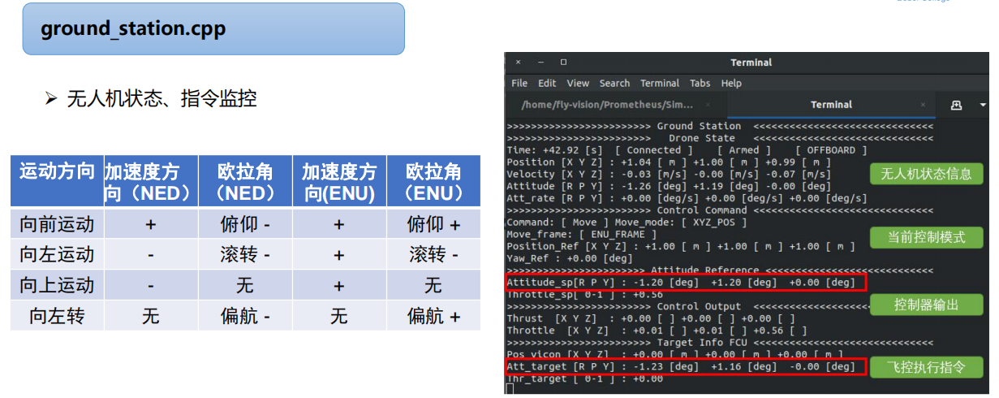 ground_station.cpp
➢ 无人机状态、指令监控
运动方向 加速度方向（NED） 欧拉角（NED） 加速度方向(ENU) 欧拉角（ENU）
向前运动 + 俯仰 - + 俯仰 +
向左运动 - 滚转 - + 滚转 -
向上运动 - 无 + 无
向左转 无 偏航 - 无 偏航 +
Terminal
File Edit View Search Terminal Tabs Help
/home/fly-vision/Prometheus/Sim... × Terminal ×
>>>>>>>>>>>>>>>>>>>>>>>> Ground Station <<<<<<<<<<<<<<<<<<<<<<<<<<<<<<
>>>>>>>>>>>>>>>>>>>>>>>> Drone State <<<<<<<<<<<<<<<<<<<<<<<<<<<<<<
Time: +42.92 [s] [ Connected ] [ Armed ] [ OFFBOARD ]
Position [X Y Z] : +1.04 [ m ] +1.00 [ m ] +0.99 [ m ]
Velocity [X Y Z] : -0.03 [m/s] -0.00 [m/s] -0.07 [m/s]
无人机状态信息
Attitude [R P Y] : -1.26 [deg] +1.19 [deg] -0.00 [deg]
Att_rate [R P Y] : +0.00 [deg/s] +0.00 [deg/s] +0.00 [deg/s]
>>>>>>>>>>>>>>>>>>>>>>>> Control Command <<<<<<<<<<<<<<<<<<<<<<<<<<<<
Command: [ Move ] Move_mode: [ XYZ_POS ]
Move_frame: [ ENU_FRAME ]
当前控制模式
Position_Ref [X Y Z] : +1.00 [ m ] +1.00 [ m ] +1.00 [ m ]
Yaw_Ref : +0.00 [deg]
>>>>>>>>>>>>>>>>>>>>>>> Attitude Reference <<<<<<<<<<<<<<<<<<<<<<<<<<<<
Attitude_sp[R P Y] : -1.20 [deg] +1.20 [deg] +0.00 [deg]
Throttle_sp[ 0-1 ] : +0.56
>>>>>>>>>>>>>>>>>>>>>>>> Control Output <<<<<<<<<<<<<<<<<<<<
控制器输出
Thrust [X Y Z] : +0.00 [ ] +0.00 [ ] +0.00 [ ]
Throttle [X Y Z] : +0.01 [ ] +0.01 [ ] +0.56 [ ]
>>>>>>>>>>>>>>>>>>>>>>>> Target Info FCU <<<<<<<<<<<<<<<<<<<<<<<<<<<<<<
Pos_vicon [X Y Z] : +0.00 [ m ] +0.00 [ m ] +0.00 [ m ]
Att_target [R P Y] : -1.23 [deg] +1.16 [deg] -0.00 [deg]
飞控执行指令
Thr_target [ 0-1 ] : +0.00